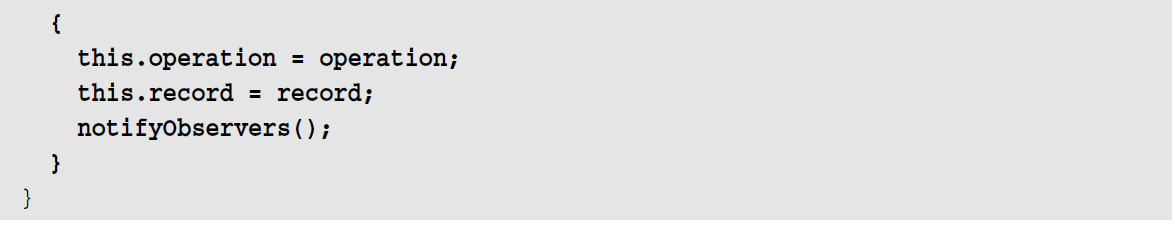 {
this.operation = operation;
this.record = record;
notifyObservers();
}
}